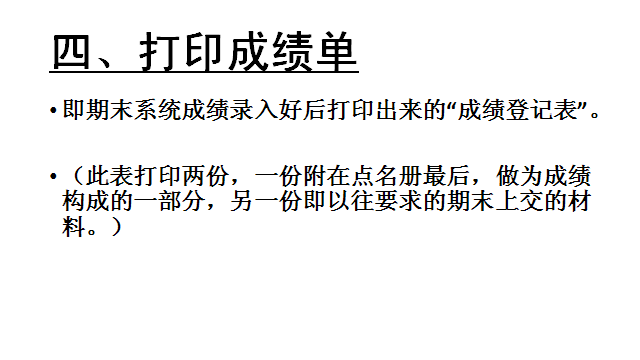 四、打印成绩单
•即期末系统成绩录入好后打印出来的“成绩登记表”。
•（此表打印两份，一份附在点名册最后，做为成绩
构成的一部分，另一份即以往要求的期末上交的材
料。）